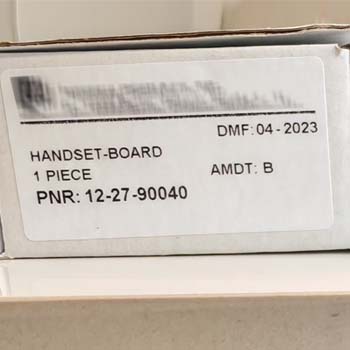 DMF: 04-2023
HANDSET-BOARD
1 PIECE AMDT: B
PNR: 12-27-90040